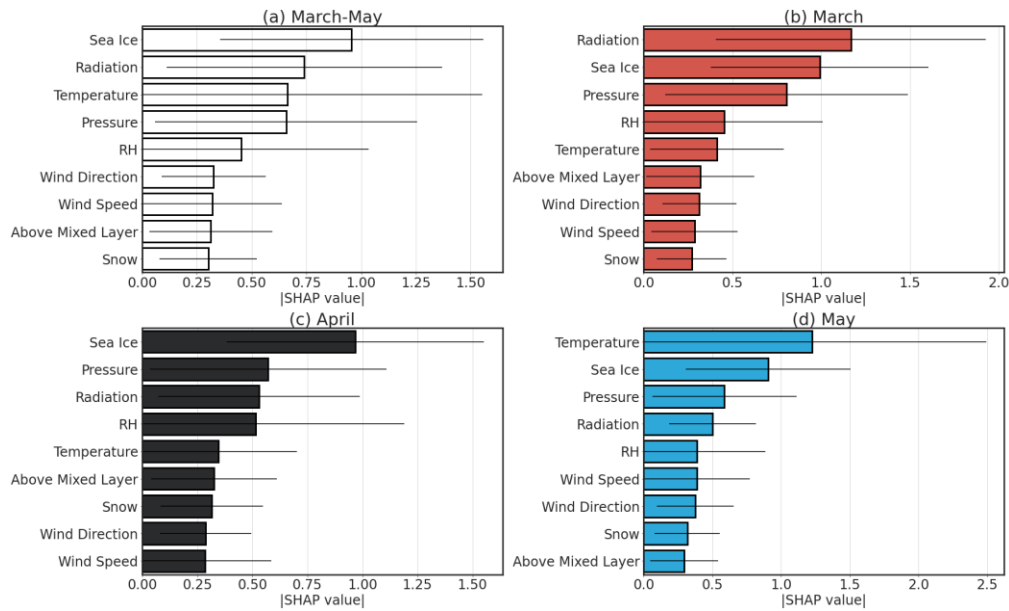 (a) March-May
Sea Ice
Radiation
Temperature
Pressure
RH
Wind Direction
Wind Speed
Above Mixed Layer
Snow
0.00 0.25 0.50 0.75 1.00 1.25 1.50
|SHAP value|
(b) March
Radiation
Sea Ice
Pressure
RH
Temperature
Above Mixed Layer
Wind Direction
Wind Speed
Snow
0.0 0.5 1.0 1.5 2.0
|SHAP value|
(c) April
Sea Ice
Pressure
Radiation
RH
Temperature
Above Mixed Layer
Snow
Wind Direction
Wind Speed
0.00 0.25 0.50 0.75 1.00 1.25 1.50
|SHAP value|
(d) May
Temperature
Sea Ice
Pressure
Radiation
RH
Wind Speed
Wind Direction
Snow
Above Mixed Layer
0.0 0.5 1.0 1.5 2.0 2.5
|SHAP value|